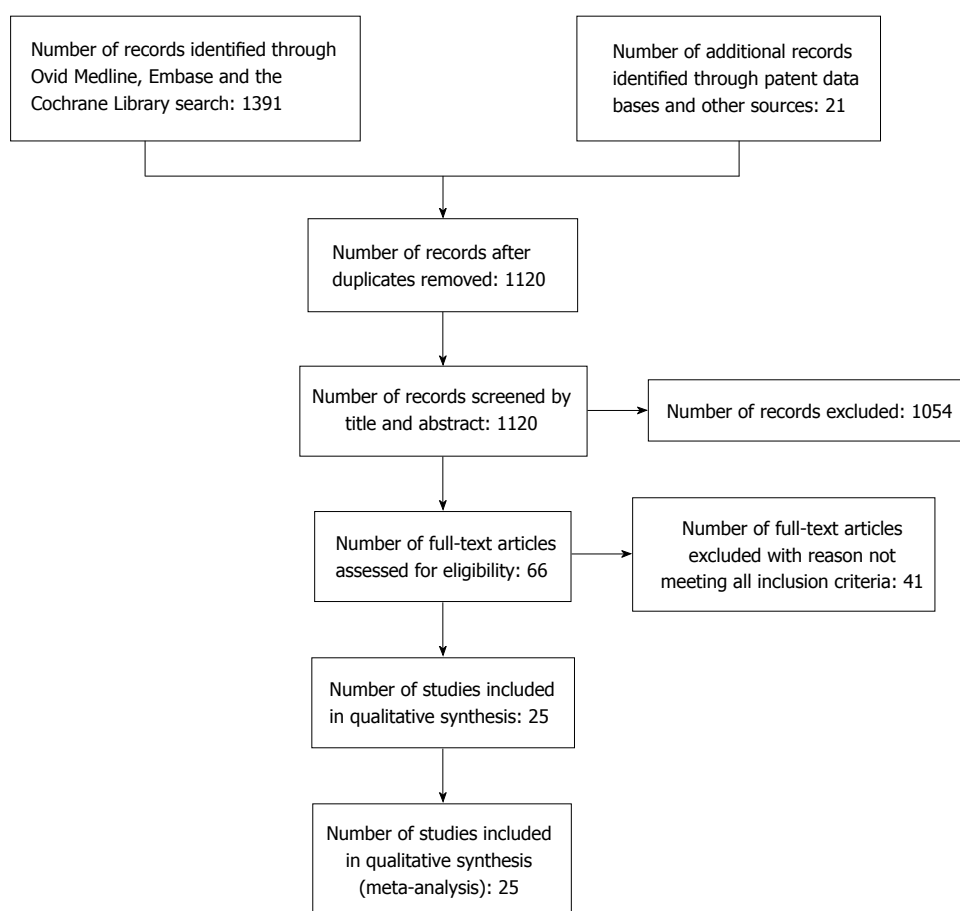 Number of records identified through
Ovid Medline, Embase and the
Cochrane Library search: 1391
Number of additional records
identified through patent data
bases and other sources: 21
Number of records after
duplicates removed: 1120
Number of records screened by
title and abstract: 1120
Number of records excluded: 1054
Number of full-text articles
assessed for eligibility: 66
Number of full-text articles
excluded with reason not
meeting all inclusion criteria: 41
Number of studies included
in qualitative synthesis: 25
Number of studies included
in qualitative synthesis
(meta-analysis): 25